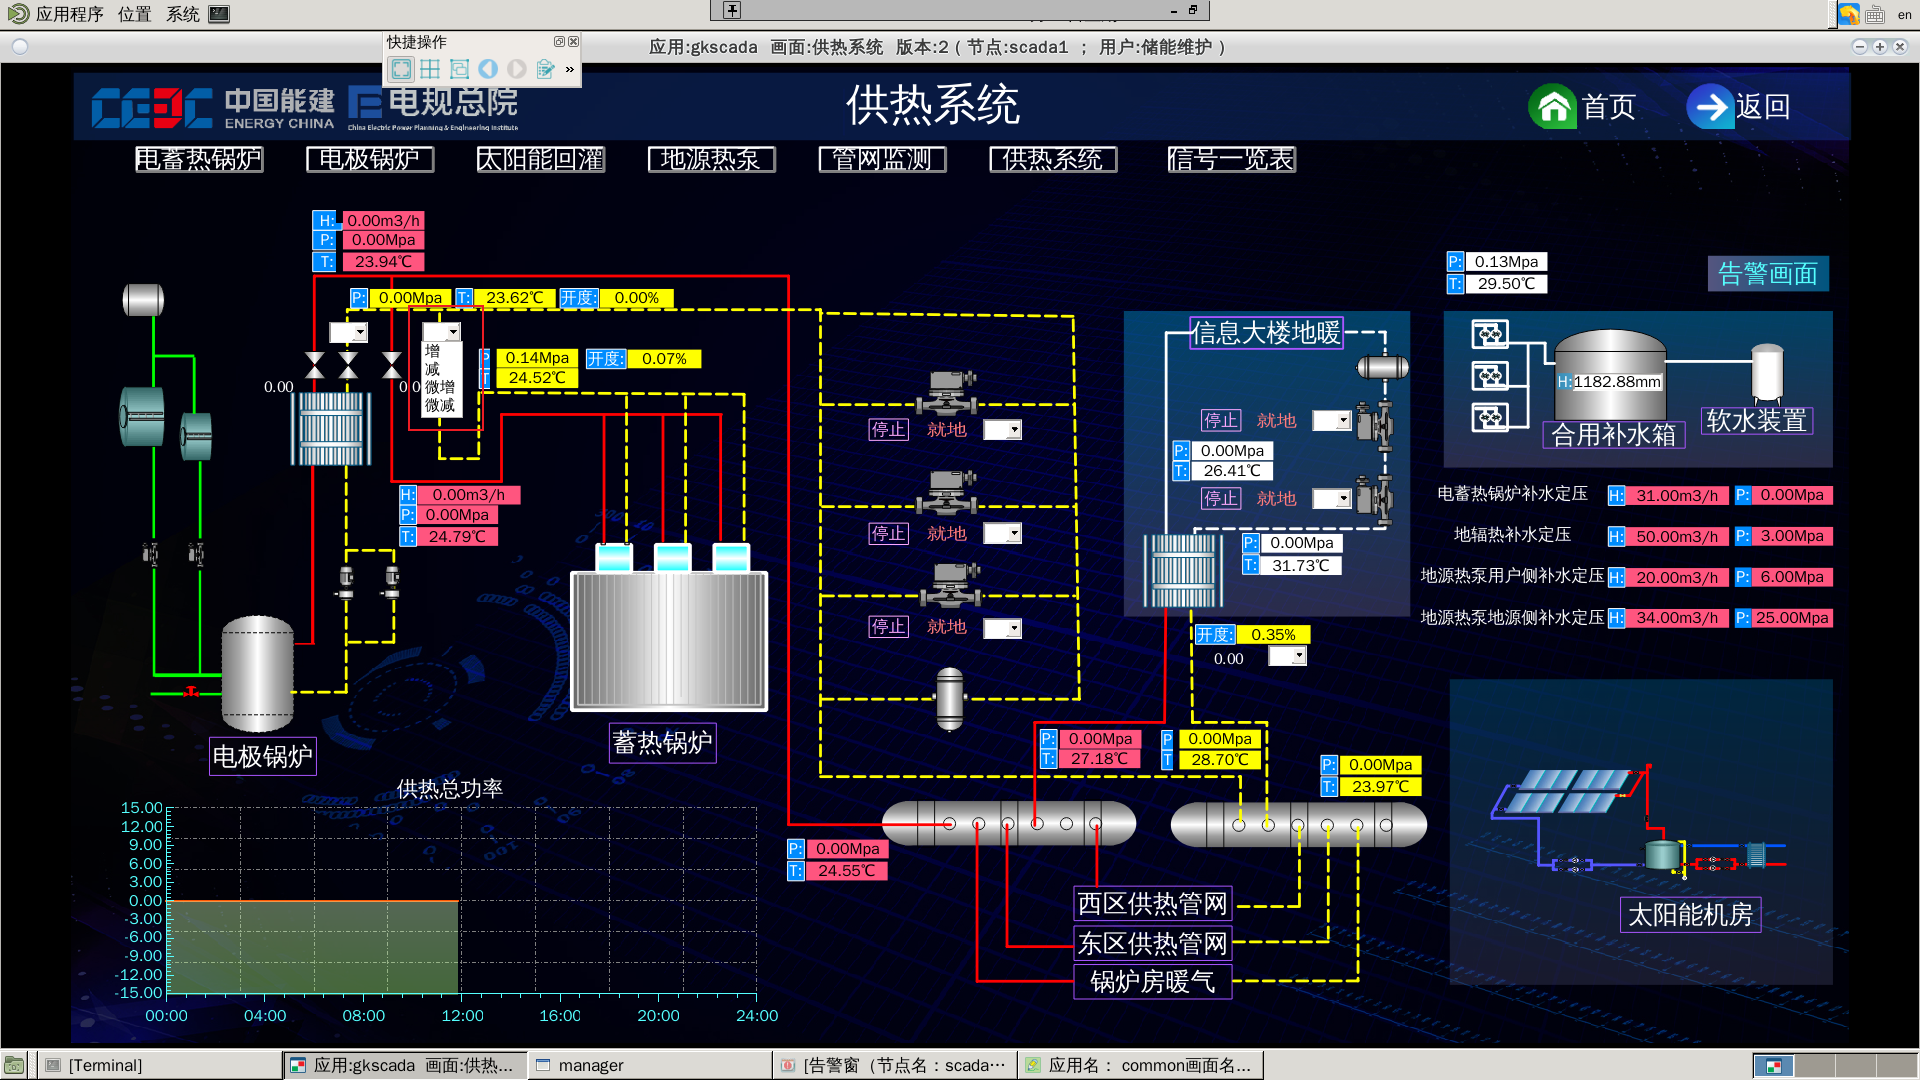 应用程序 位置 系统
en
快捷操作
应用:gkscada 画面:供热系统 版本:2 ( 节点:scada1 ; 用户:储能维护 )
»
CEEC 中国能建 ENERGY CHINA
电规总院
China Electric Power Planning & Engineering Institute
供热系统
首页
返回
电蓄热锅炉 电极锅炉 太阳能回灌 地源热泵 管网监测 供热系统 信号一览表
H: 0.00m3/h
P: 0.00Mpa
T: 23.94℃
P: 0.00Mpa T: 23.62℃ 开度: 0.00%
增
减
微增
微减
0.00
P 0.14Mpa 开度: 0.07%
T 24.52℃
H: 0.00m3/h
P: 0.00Mpa
T: 24.79℃
电极锅炉
蓄热锅炉
停止 就地
停止 就地
停止 就地
信息大楼地暖
停止 就地
P: 0.00Mpa
T: 26.41℃
停止 就地
P: 0.00Mpa
T: 31.73℃
开度: 0.35%
0.00
P: 0.13Mpa
T: 29.50℃
告警画面
H:1182.88mm
合用补水箱
软水装置
电蓄热锅炉补水定压 H: 31.00m3/h P: 0.00Mpa
地辐热补水定压 H: 50.00m3/h P: 3.00Mpa
地源热泵用户侧补水定压 H: 20.00m3/h P: 6.00Mpa
地源热泵地源侧补水定压 H: 34.00m3/h P: 25.00Mpa
P: 0.00Mpa
T: 27.18℃
P 0.00Mpa
T 28.70℃
P: 0.00Mpa
T: 23.97℃
P: 0.00Mpa
T: 24.55℃
西区供热管网
东区供热管网
锅炉房暖气
太阳能机房
供热总功率
15.00
12.00
9.00
6.00
3.00
0.00
-3.00
-6.00
-9.00
-12.00
-15.00
00:00 04:00 08:00 12:00 16:00 20:00 24:00
[Terminal]
应用:gkscada 画面:供热...
manager
[告警窗（节点名：scada...
应用名： common画面名...